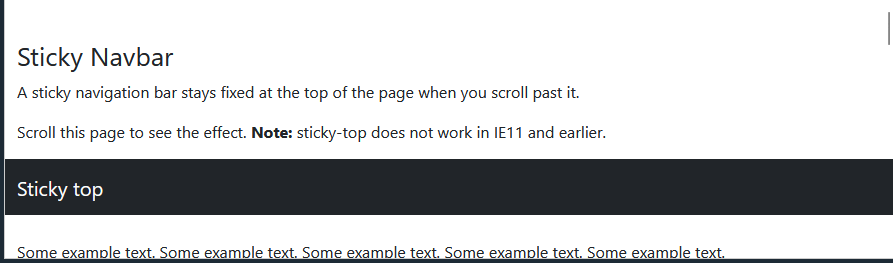 Sticky Navbar
A sticky navigation bar stays fixed at the top of the page when you scroll past it.
Scroll this page to see the effect. Note: sticky-top does not work in IE11 and earlier.
Sticky top
Some example text. Some example text. Some example text. Some example text. Some example text.